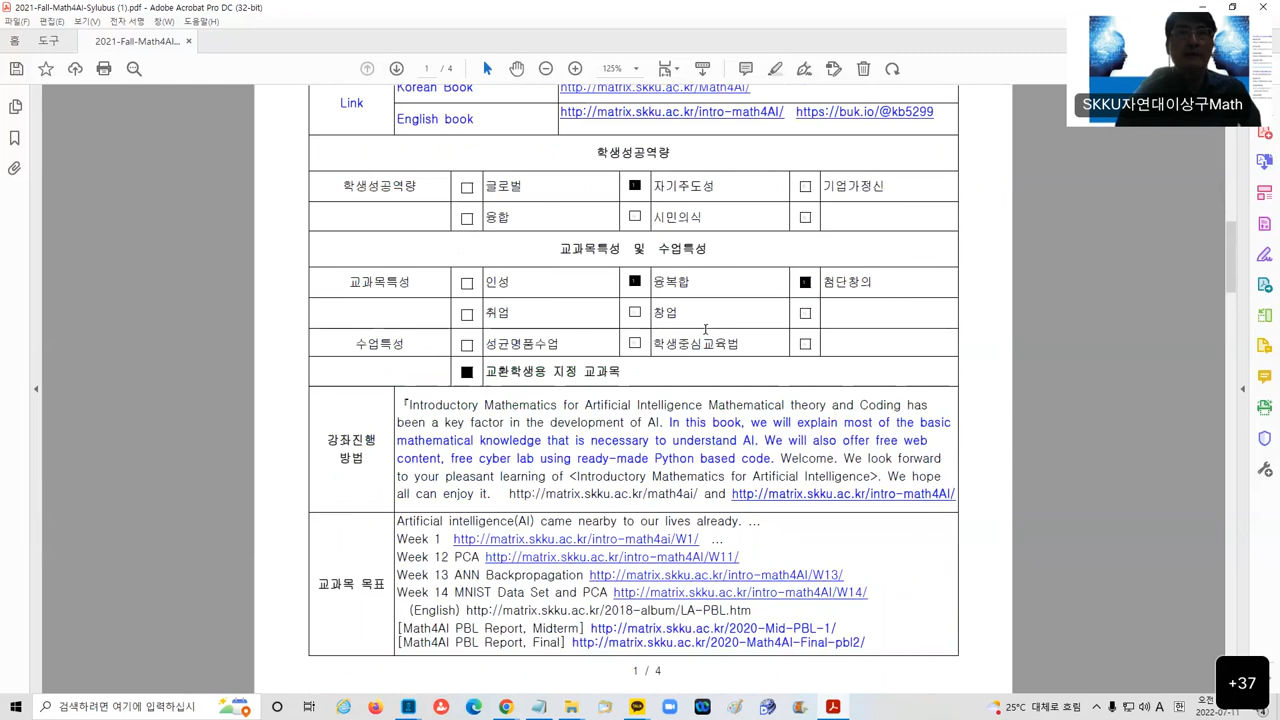 2021-Fall-Math4AI-Sylubus (1).pdf - Adobe Acrobat Pro DC (32-bit)
파일(F) 편집(E) 보기(V) 전자 서명 창(W) 도움말(H)
홈 도구 2021-Fall-Math4AI... ×
125%
SKKU자연대이상구Math
Korean Book http://matrix.skku.ac.kr/Math4AI/
Link
English book http://matrix.skku.ac.kr/intro-math4AI/ http://buk.io/@kb5299
학생성공역량
학생성공역량 글로벌 자기주도성 기업가정신
융합 시민의식
교과목특성 및 수업특성
교과목특성 인성 융복합 첨단창의
취업 창업
수업특성 성균명품수업 학생중심교육법
교환학생용 지정 교과목
강좌진행
방법
『Introductory Mathematics for Artificial Intelligence Mathematical theory and Coding has
been a key factor in the development of AI. In this book, we will explain most of the basic
mathematical knowledge that is necessary to understand AI. We will also offer free web
content, free cyber lab using ready-made Python based code. Welcome. We look forward
to your pleasant learning of <Introductory Mathematics for Artificial Intelligence>. We hope
all can enjoy it. http://matrix.skku.ac.kr/math4ai/ and http://matrix.skku.ac.kr/intro-math4AI/
교과목 목표
Artificial intelligence(AI) came nearby to our lives already. ...
Week 1 http://matrix.skku.ac.kr/intro-math4ai/W1/ ...
Week 12 PCA http://matrix.skku.ac.kr/intro-math4AI/W11/
Week 13 ANN Backpropagation http://matrix.skku.ac.kr/intro-math4AI/W13/
Week 14 MNIST Data Set and PCA http://matrix.skku.ac.kr/intro-math4AI/W14/
(English) http://matrix.skku.ac.kr/2018-album/LA-PBL.htm
[Math4AI PBL Report, Midterm] http://matrix.skku.ac.kr/2020-Mid-PBL-1/
[Math4AI PBL Report, Final] http://matrix.skku.ac.kr/2020-Math4AI-Final-pbl2/
1 / 4
+37
검색하려면 여기에 입력하십시
25°C 대체로 흐림 A 한 오전
2022-07-11